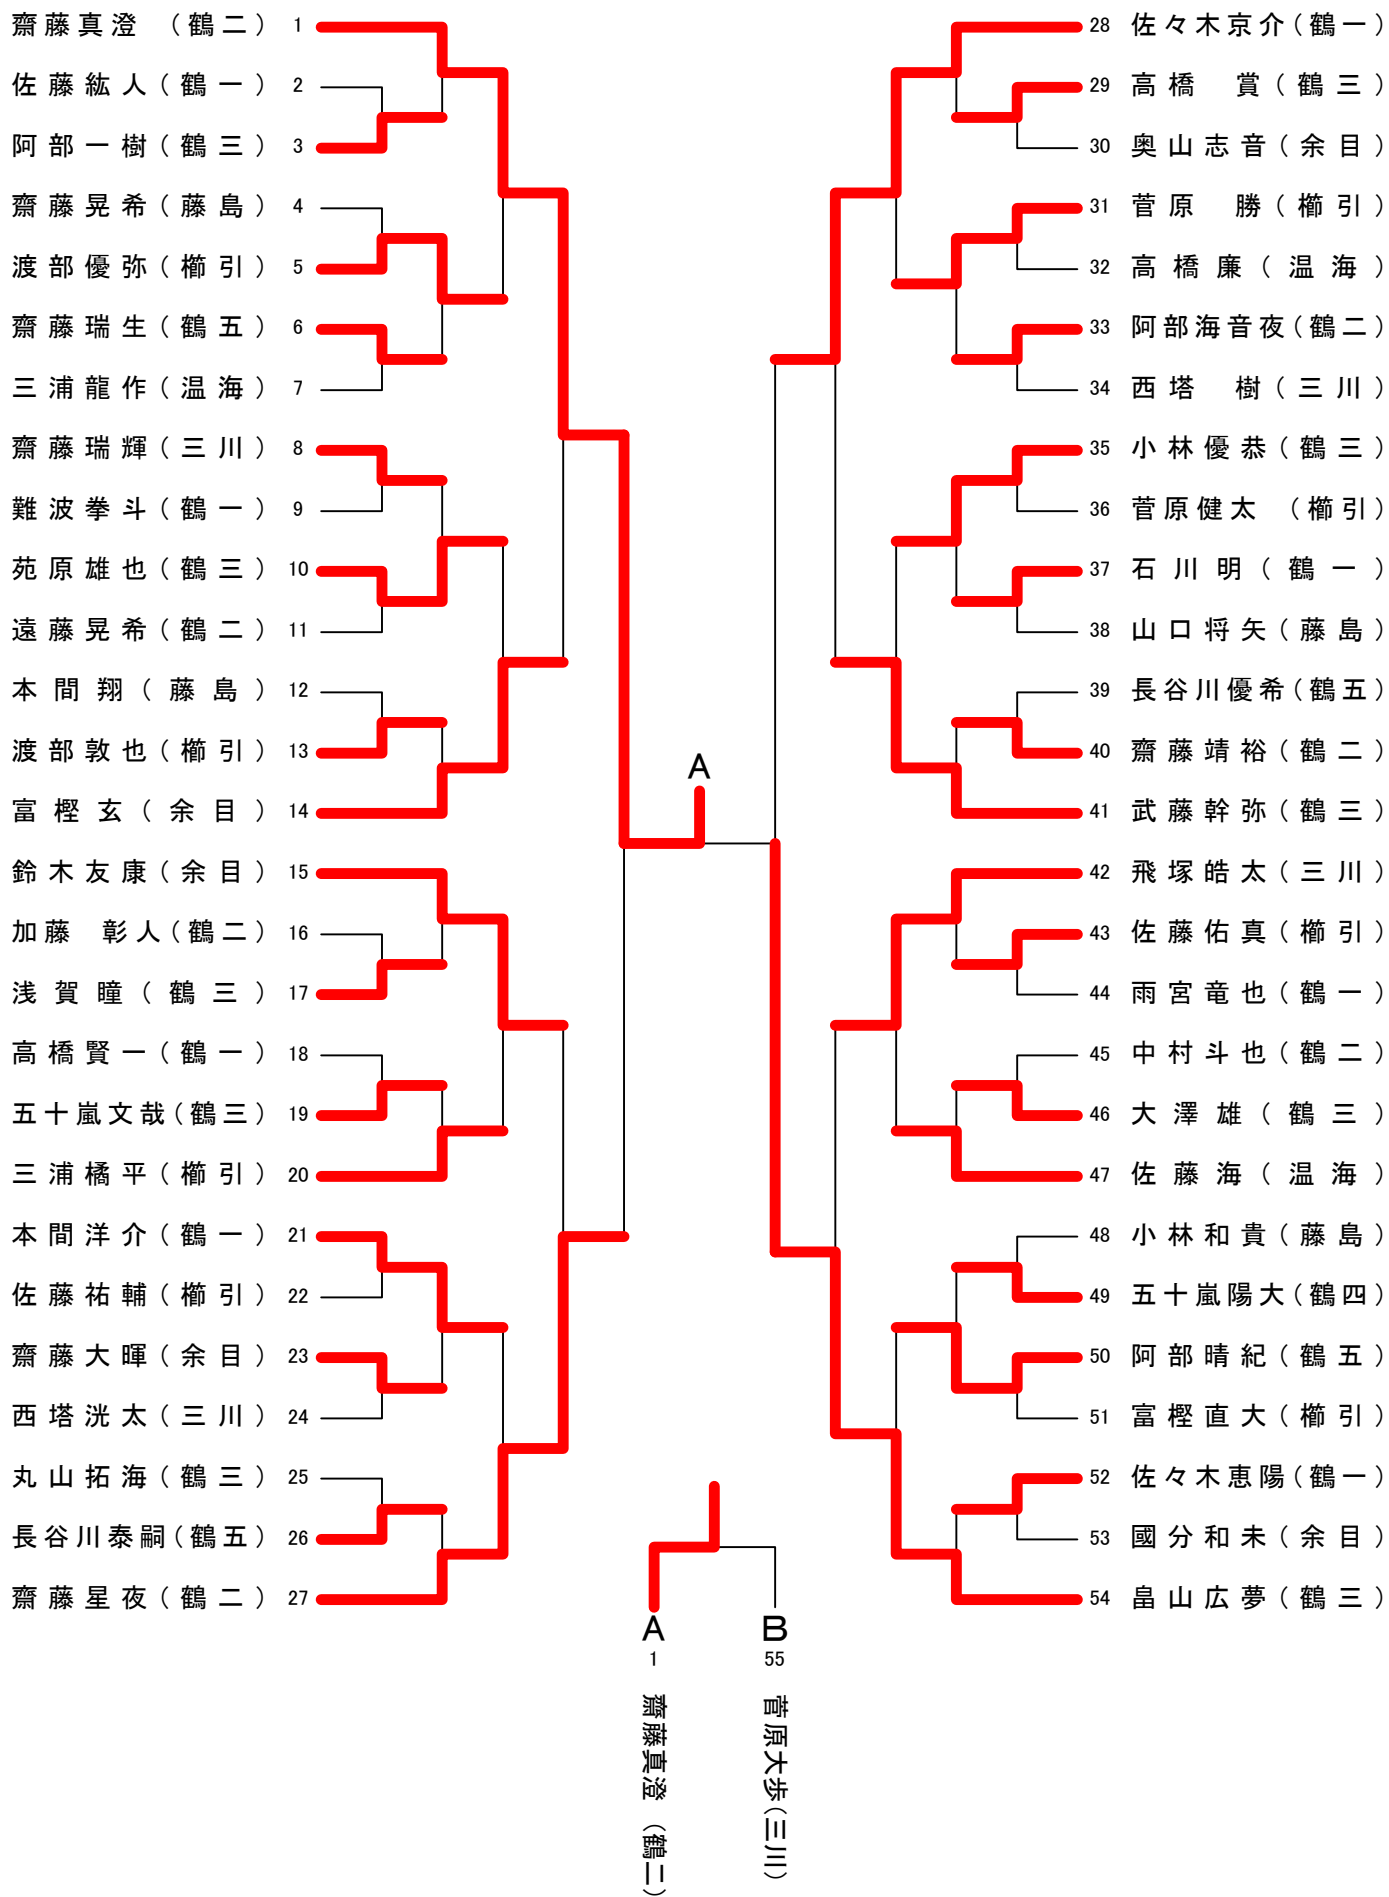 齋藤真澄 （鶴二） 1
佐藤紘人（鶴一） 2
阿部一樹（鶴三） 3
齋藤晃希（藤島） 4
渡部優弥（櫛引） 5
齋藤瑞生（鶴五） 6
三浦龍作（温海） 7
齋藤瑞輝（三川） 8
難波拳斗（鶴一） 9
苑原雄也（鶴三） 10
遠藤晃希（鶴二） 11
本間翔（藤島） 12
渡部敦也（櫛引） 13
富樫玄（余目） 14
鈴木友康（余目） 15
加藤 彰人（鶴二） 16
浅賀瞳（鶴三） 17
高橋賢一（鶴一） 18
五十嵐文哉（鶴三） 19
三浦橘平（櫛引） 20
本間洋介（鶴一） 21
佐藤祐輔（櫛引） 22
齋藤大暉（余目） 23
西塔洸太（三川） 24
丸山拓海（鶴三） 25
長谷川泰嗣（鶴五） 26
齋藤星夜（鶴二） 27
A
28 佐々木京介（鶴一）
29 高橋 賞（鶴三）
30 奥山志音（余目）
31 菅原 勝（櫛引）
32 高橋廉（温海）
33 阿部海音夜（鶴二）
34 西塔 樹（三川）
35 小林優恭（鶴三）
36 菅原健太 （櫛引）
37 石川明（鶴一）
38 山口将矢（藤島）
39 長谷川優希（鶴五）
40 齋藤靖裕（鶴二）
41 武藤幹弥（鶴三）
42 飛塚皓太（三川）
43 佐藤佑真（櫛引）
44 雨宮竜也（鶴一）
45 中村斗也（鶴二）
46 大澤雄（鶴三）
47 佐藤海（温海）
48 小林和貴（藤島）
49 五十嵐陽大（鶴四）
50 阿部晴紀（鶴五）
51 富樫直大（櫛引）
52 佐々木恵陽（鶴一）
53 國分和未（余目）
54 畠山広夢（鶴三）
A
1
齋藤真澄 （鶴二）
B
55
菅原大歩（三川）